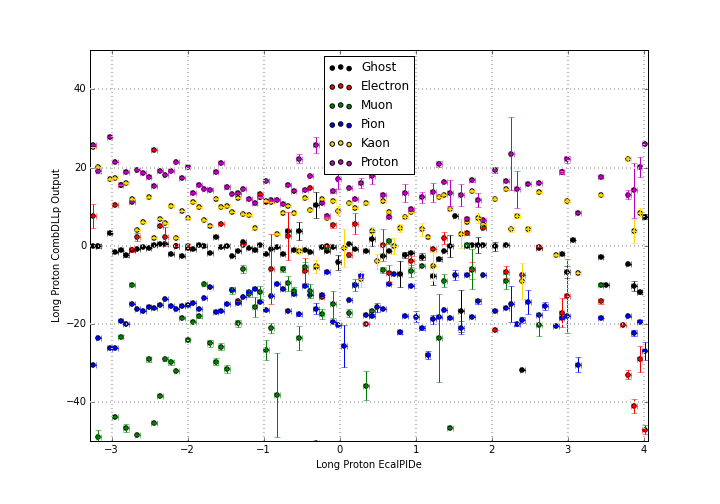 40
20
0
−20
−40
−3
−2
−1
0
1
2
3
4
Long Proton EcalPIDe
Long Proton CombDLLp Output
Ghost
Electron
Muon
Pion
Kaon
Proton